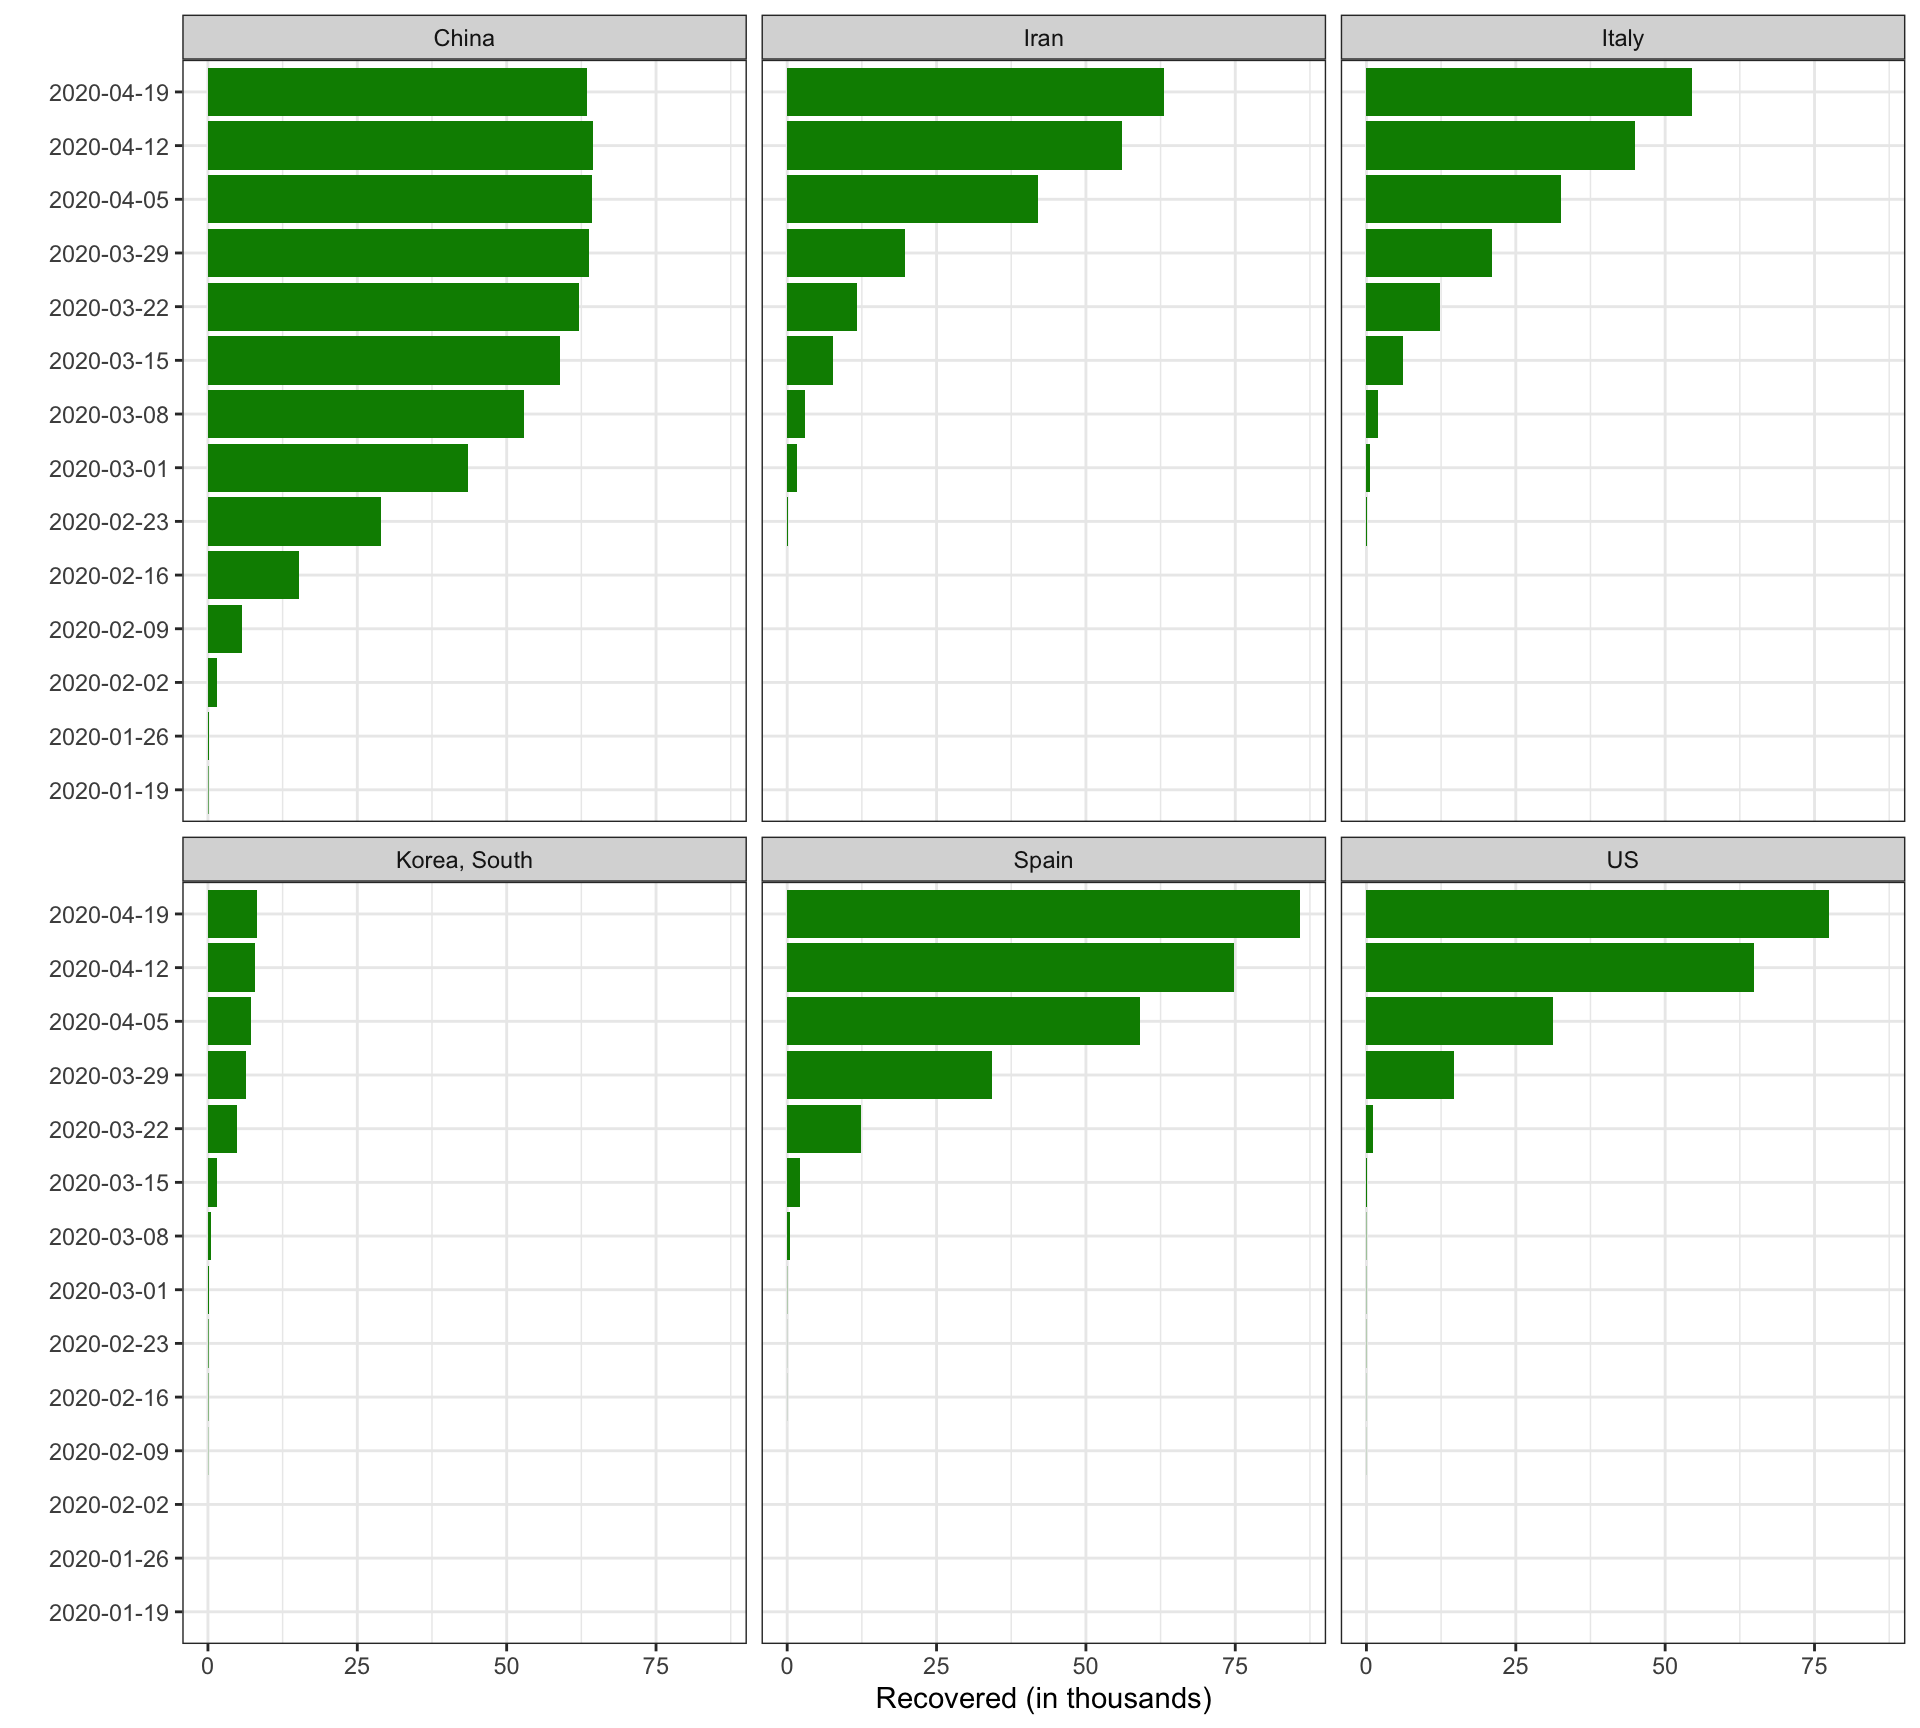 China
Iran
Italy
2020-04-19
2020-04-12
2020-04-05
2020-03-29
2020-03-22
2020-03-15
2020-03-08
2020-03-01
2020-02-23
2020-02-16
2020-02-09
2020-02-02
2020-01-26
2020-01-19
Korea, South
Spain
US
2020-04-19
2020-04-12
2020-04-05
2020-03-29
2020-03-22
2020-03-15
2020-03-08
2020-03-01
2020-02-23
2020-02-16
2020-02-09
2020-02-02
2020-01-26
2020-01-19
0 25 50 75
0 25 50 75
0 25 50 75
Recovered (in thousands)